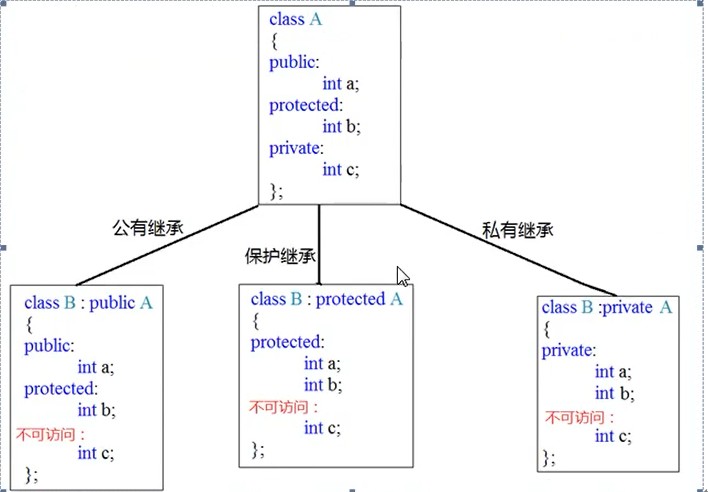 class A
{
public:
int a;
protected:
int b;
private:
int c;
};
公有继承
保护继承
私有继承
class B : public A
{
public:
int a;
protected:
int b;
不可访问：
int c;
};
class B : protected A
{
protected:
int a;
int b;
不可访问：
int c;
};
class B :private A
{
private:
int a;
int b;
不可访问：
int c;
};